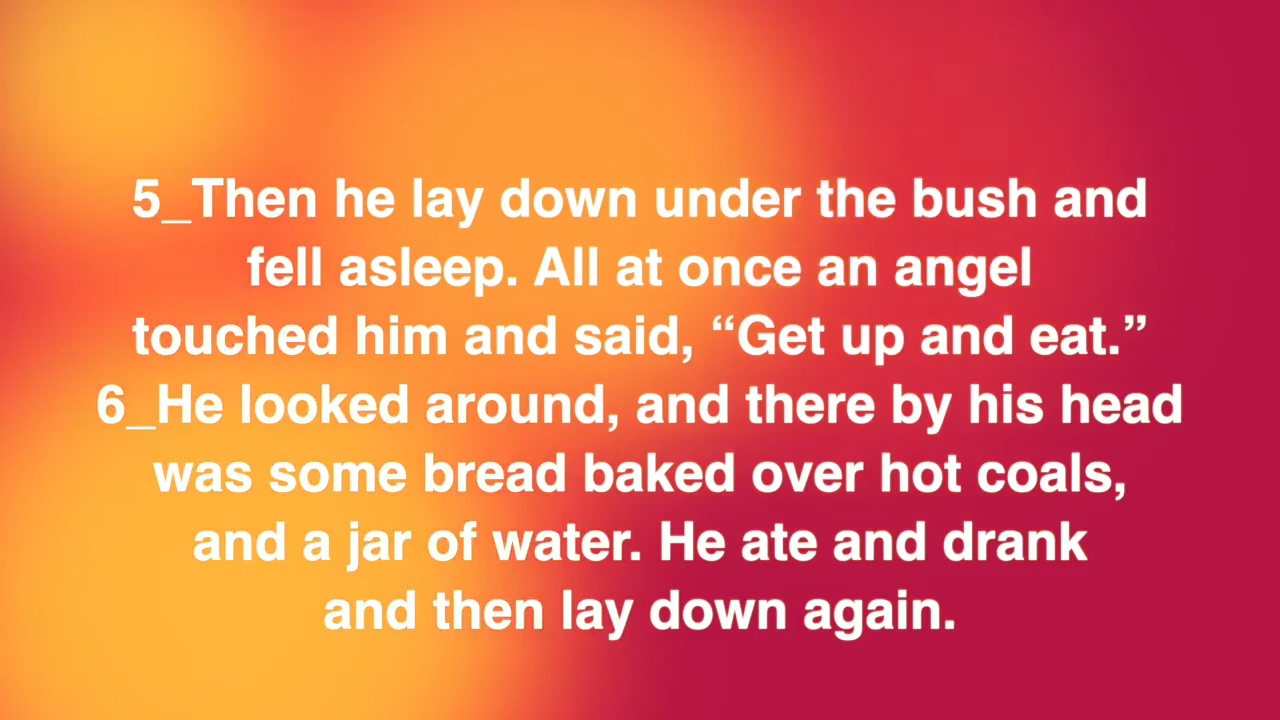 5_Then he lay down under the bush and
fell asleep. All at once an angel
touched him and said, “Get up and eat.”
6_He looked around, and there by his head
was some bread baked over hot coals,
and a jar of water. He ate and drank
and then lay down again.